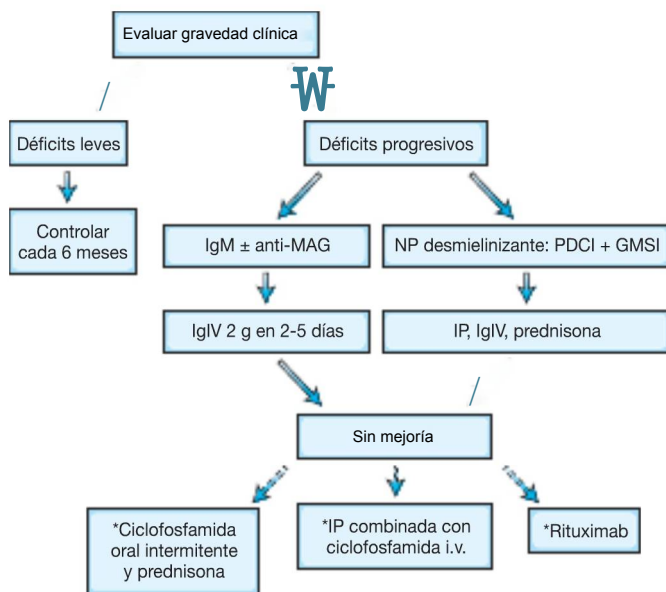 Evaluar gravedad clínica
Déficits leves
Déficits progresivos
Controlar
cada 6 meses
IgM ± anti-MAG
NP desmielinizante: PDCI + GMSI
IgIV 2 g en 2-5 días
IP, IgIV, prednisona
Sin mejoría
*Ciclofosfamida
oral intermitente
y prednisona
*IP combinada con
ciclofosfamida i.v.
*Rituximab